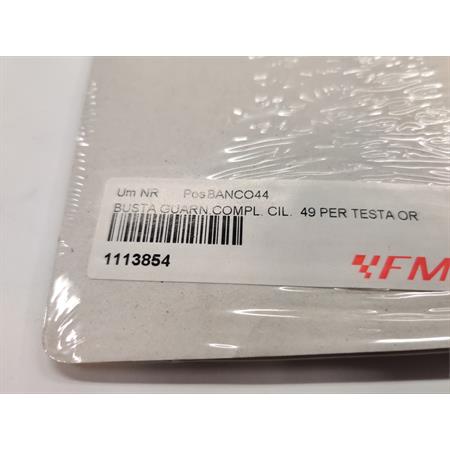 Um NR PosBANCO44
BUSTA GUARN.COMPL. CIL. 49 PER TESTA OR
1113854
FM